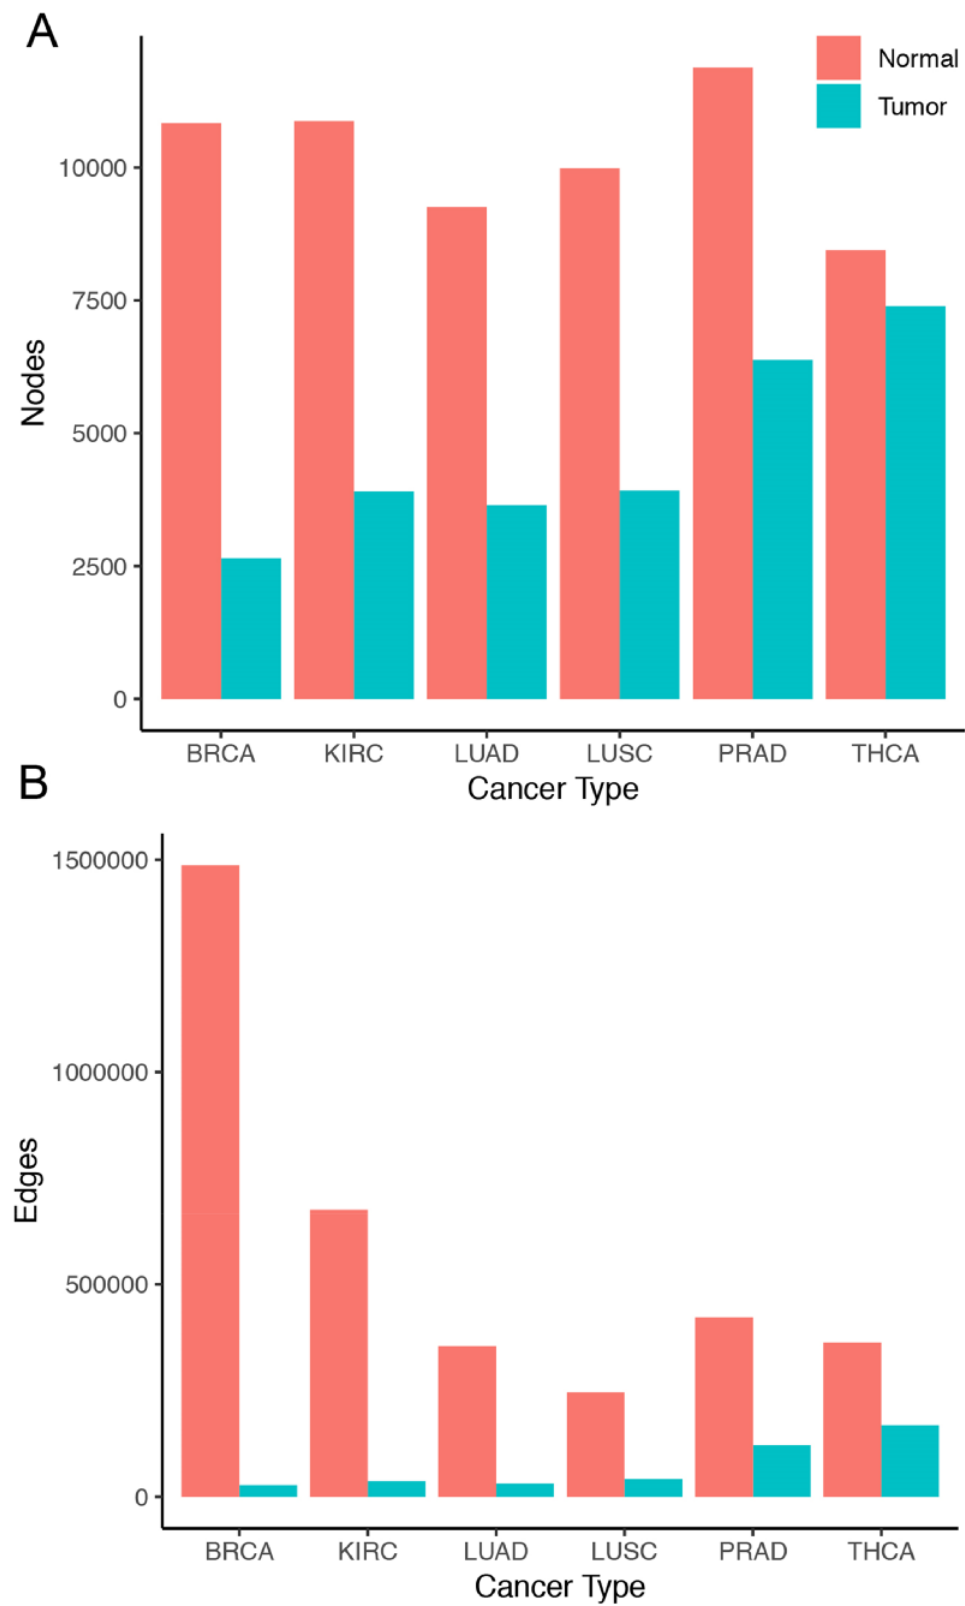 A
Normal
Tumor
10000
7500
5000
2500
0
Nodes
BRCA KIRC LUAD LUSC PRAD THCA
Cancer Type
B
1500000
1000000
500000
0
Edges
BRCA KIRC LUAD LUSC PRAD THCA
Cancer Type